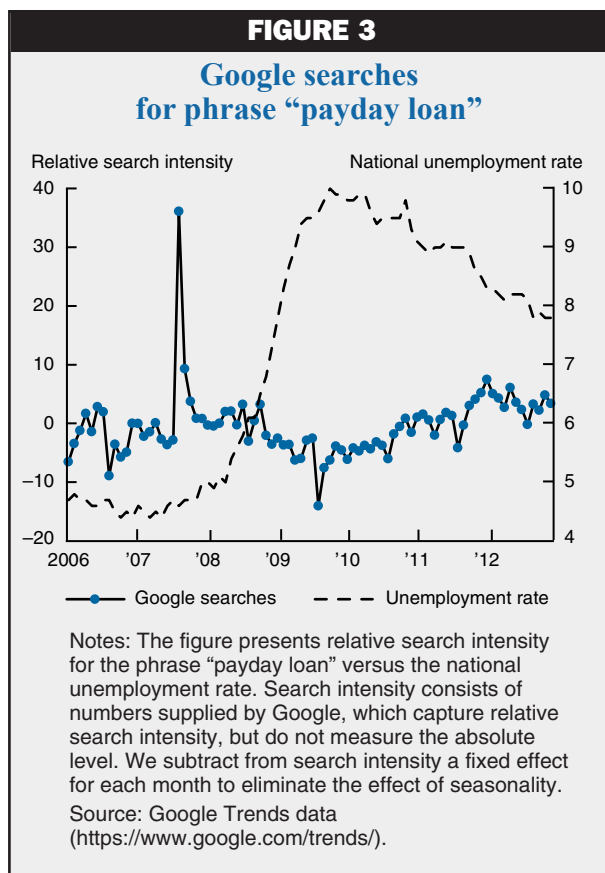 FIGURE 3
Google searches
for phrase “payday loan”
Relative search intensity
National unemployment rate
40
30
20
10
0
–10
–20
10
9
8
7
6
5
4
2006 ’07 ’08 ’09 ’10 ’11 ’12
Google searches
Unemployment rate
Notes: The figure presents relative search intensity
for the phrase “payday loan” versus the national
unemployment rate. Search intensity consists of
numbers supplied by Google, which capture relative
search intensity, but do not measure the absolute
level. We subtract from search intensity a fixed effect
for each month to eliminate the effect of seasonality.
Source: Google Trends data
(https://www.google.com/trends/).